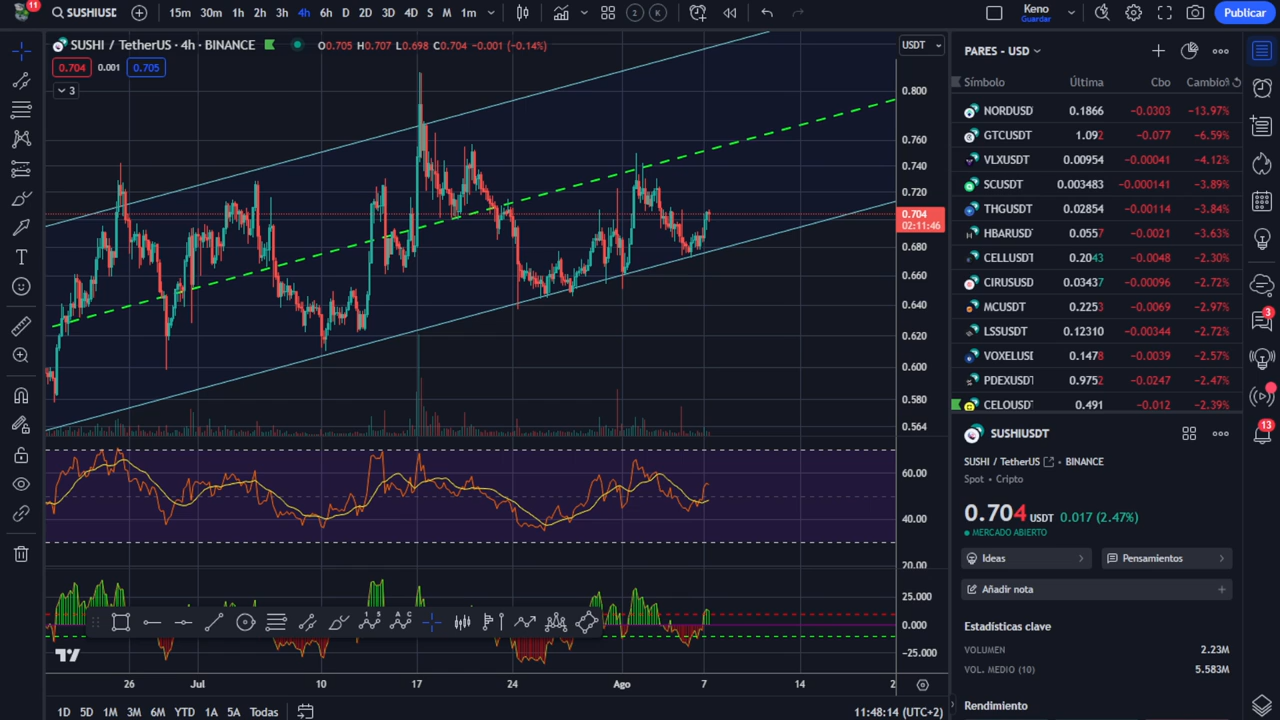 11
SUSHIUSD
15m 30m 1h 2h 3h 4h 6h D 2D 3D 4D S M 1m
2 K
Keno
Guardar
Publicar
SUSHI / TetherUS · 4h · BINANCE
O0.705 H0.707 L0.698 C0.704 -0.001 (-0.14%)
0.704 0.001 0.705
3
USDT
0.800
0.760
0.740
0.720
0.704
02:11:46
0.680
0.660
0.640
0.620
0.600
0.580
0.564
60.00
40.00
20.00
25.000
0.000
-25.000
26 Jul 10 17 24 Ago 7 14 2
1D 5D 1M 3M 6M YTD 1A 5A Todas
11:48:14 (UTC+2)
PARES - USD
Símbolo Última Cbo Cambio%
NORDUSD 0.1866 -0.0303 -13.97%
GTCUSDT 1.092 -0.077 -6.59%
VLXUSDT 0.00954 -0.00041 -4.12%
SCUSDT 0.003483 -0.000141 -3.89%
THGUSDT 0.02854 -0.00114 -3.84%
HBARUSD 0.0557 -0.0021 -3.63%
CELLUSDT 0.2043 -0.0048 -2.30%
CIRUSUSD 0.03437 -0.00096 -2.72%
MCUSDT 0.2253 -0.0069 -2.97%
LSSUSDT 0.12310 -0.00344 -2.72%
VOXELUSI 0.1478 -0.0039 -2.57%
PDEXUSDT 0.9752 -0.0247 -2.47%
CELOUSDT 0.491 -0.012 -2.39%
SUSHIUSDT
SUSHI / TetherUS • BINANCE
Spot • Cripto
0.704 USDT 0.017 (2.47%)
MERCADO ABIERTO
Ideas
Pensamientos
Añadir nota
Estadísticas clave
VOLUMEN 2.23M
VOL. MEDIO (10) 5.583M
Rendimiento
3
13